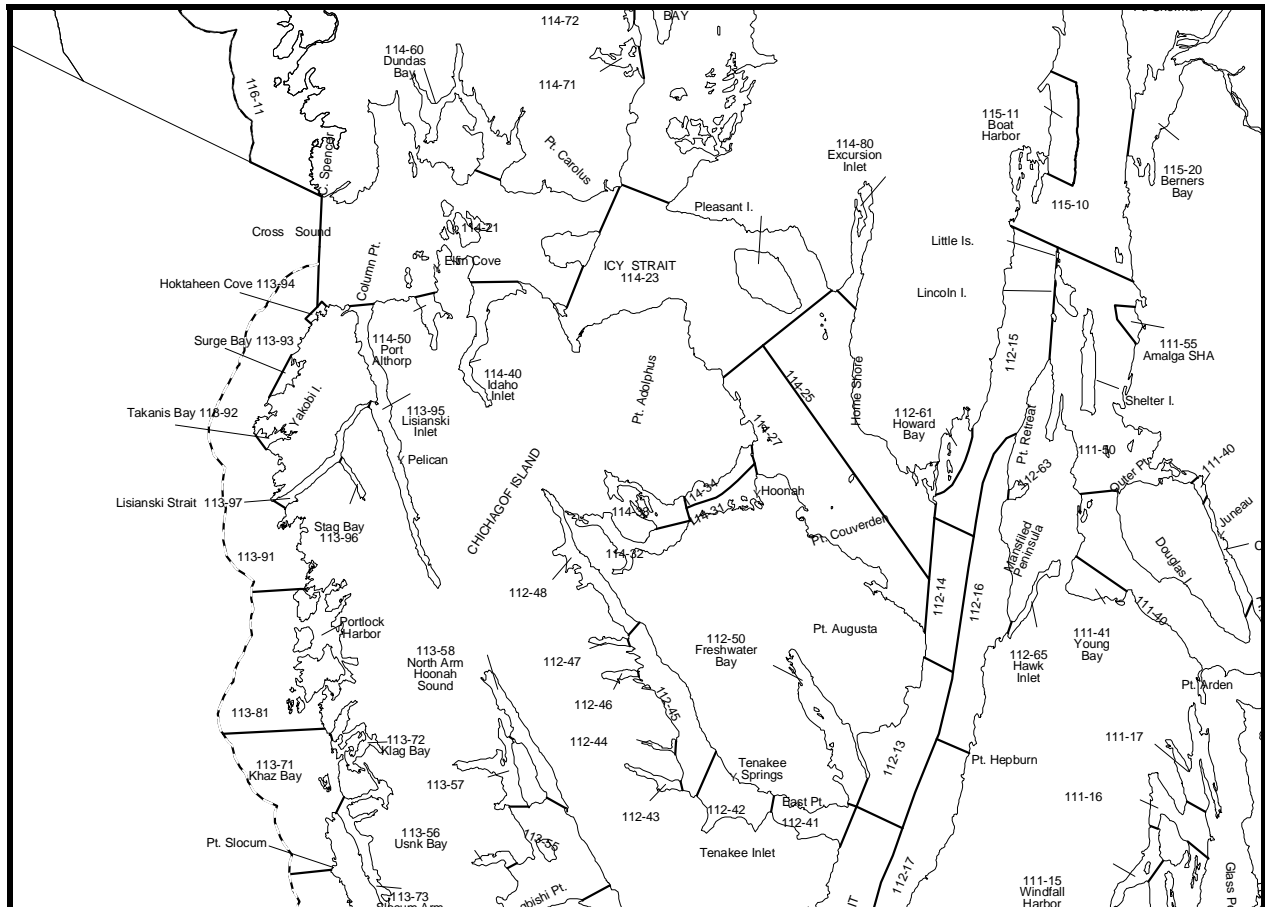 114-72
BAY
114-60
Dundas
Bay
114-71
116-11
C. Spencer
Pt. Carolus
115-11
Boat
Harbor
114-80
Excursion
Inlet
115-20
Berners
Bay
115-10
Pleasant I.
Cross Sound
114-21
Elfin Cove
Column Pt.
ICY STRAIT
114-23
Little Is.
Lincoln I.
Hoktaheen Cove 113-94
Surge Bay 113-93
114-50
Port
Althorp
112-15
111-55
Amalga SHA
114-40
Idaho
Inlet
Pt. Adolphus
114-25
Home Shore
Yakobi I.
Takanis Bay 113-92
113-95
Lisianski
Inlet
112-61
Howard
Bay
Shelter I.
Pt. Retreat
114-27
Pelican
111-50
Outer Pt.
111-40
112-63
CHICHAGOF ISLAND
Lisianski Strait 113-97
114-34
Hoonah
114-31
Juneau
Stag Bay
113-96
Pt. Couverden
Mansfiled
Peninsula
Douglas I.
113-91
114-32
112-48
112-14
112-16
111-40
Portlock
Harbor
Pt. Augusta
112-50
Freshwater
Bay
111-41
Young
Bay
113-58
North Arm
Hoonah
Sound
112-47
112-65
Hawk
Inlet
Pt. Arden
112-46
112-45
113-81
112-44
113-72
Klag Bay
111-17
112-13
113-71
Khaz Bay
Tenakee
Springs
Pt. Hepburn
113-57
111-16
East Pt.
112-43
112-42
112-41
113-56
Usnk Bay
113-55
Pt. Slocum
Tenakee Inlet
112-17
111-15
Windfall
Harbor
113-73
Slocum Arm